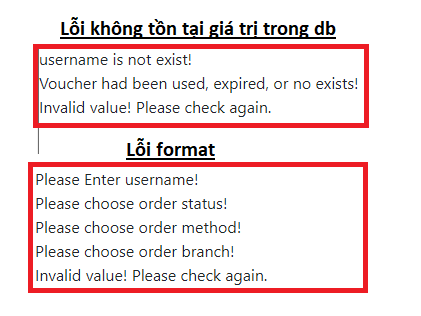 Lỗi không tồn tại giá trị trong db
username is not exist!
Voucher had been used, expired, or no exists!
Invalid value! Please check again.
Lỗi format
Please Enter username!
Please choose order status!
Please choose order method!
Please choose order branch!
Invalid value! Please check again.